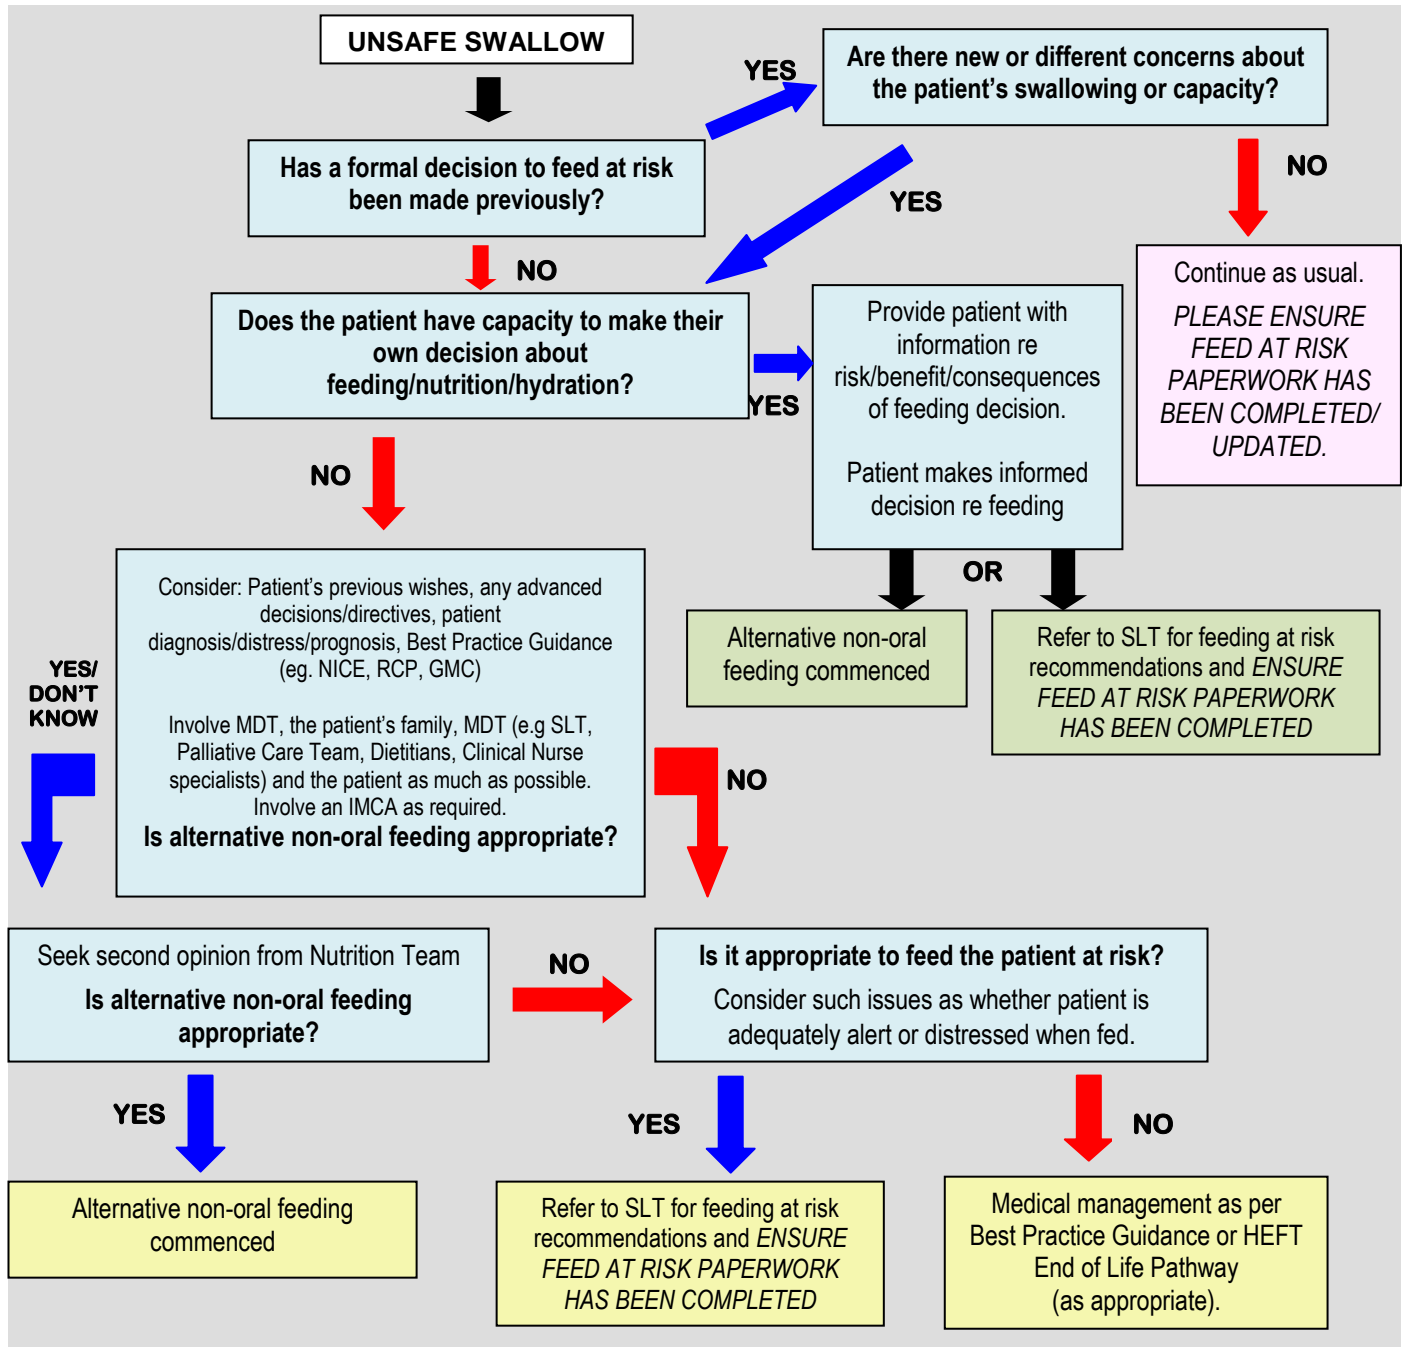 UNSAFE SWALLOW
YES
Are there new or different concerns about
the patient's swallowing or capacity?
Has a formal decision to feed at risk
been made previously?
YES
NO
NO
Continue as usual.
PLEASE ENSURE
FEED AT RISK
PAPERWORK HAS
BEEN COMPLETED/
UPDATED.
Does the patient have capacity to make their
own decision about
feeding/nutrition/hydration?
YES
Provide patient with
information re
risk/benefit/consequences
of feeding decision.
Patient makes informed
decision re feeding
NO
OR
Alternative non-oral
feeding commenced
Refer to SLT for feeding at risk
recommendations and ENSURE
FEED AT RISK PAPERWORK
HAS BEEN COMPLETED
Consider: Patient's previous wishes, any advanced
decisions/directives, patient
diagnosis/distress/prognosis, Best Practice Guidance
(eg. NICE, RCP, GMC)
Involve MDT, the patient's family, MDT (e.g SLT,
Palliative Care Team, Dietitians, Clinical Nurse
specialists) and the patient as much as possible.
Involve an IMCA as required.
Is alternative non-oral feeding appropriate?
YES/
DON'T
KNOW
NO
Seek second opinion from Nutrition Team
Is alternative non-oral feeding
appropriate?
NO
Is it appropriate to feed the patient at risk?
Consider such issues as whether patient is
adequately alert or distressed when fed.
YES
YES
NO
Alternative non-oral feeding
commenced
Refer to SLT for feeding at risk
recommendations and ENSURE
FEED AT RISK PAPERWORK
HAS BEEN COMPLETED
Medical management as per
Best Practice Guidance or HEFT
End of Life Pathway
(as appropriate).